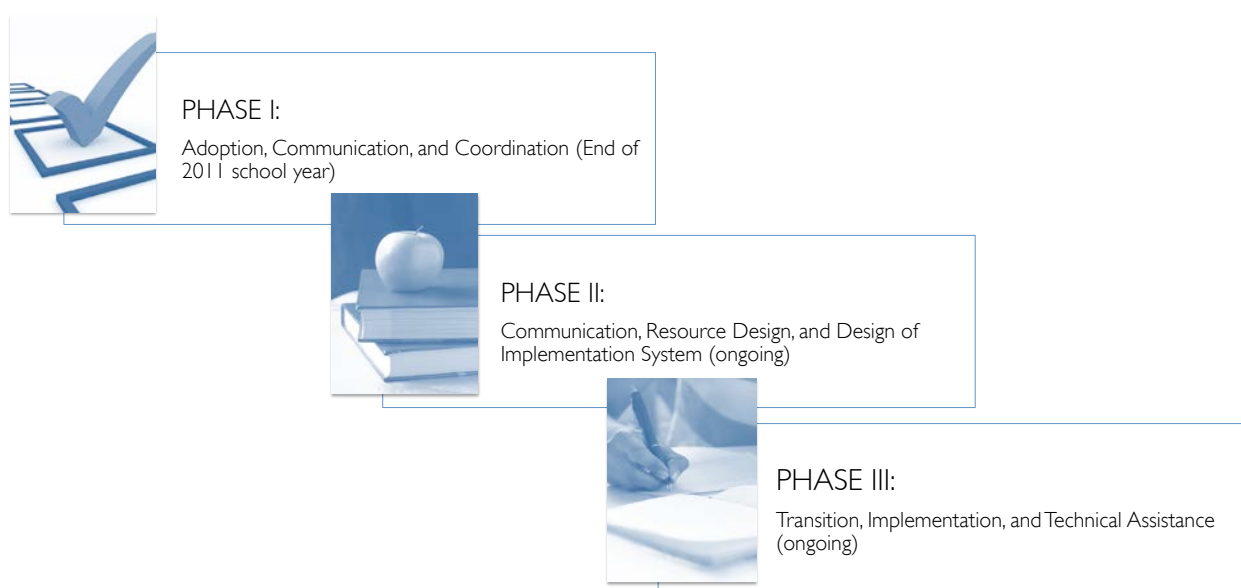 PHASE I:
Adoption, Communication, and Coordination (End of
2011 school year)
PHASE II:
Communication, Resource Design, and Design of
Implementation System (ongoing)
PHASE III:
Transition, Implementation, and Technical Assistance
(ongoing)